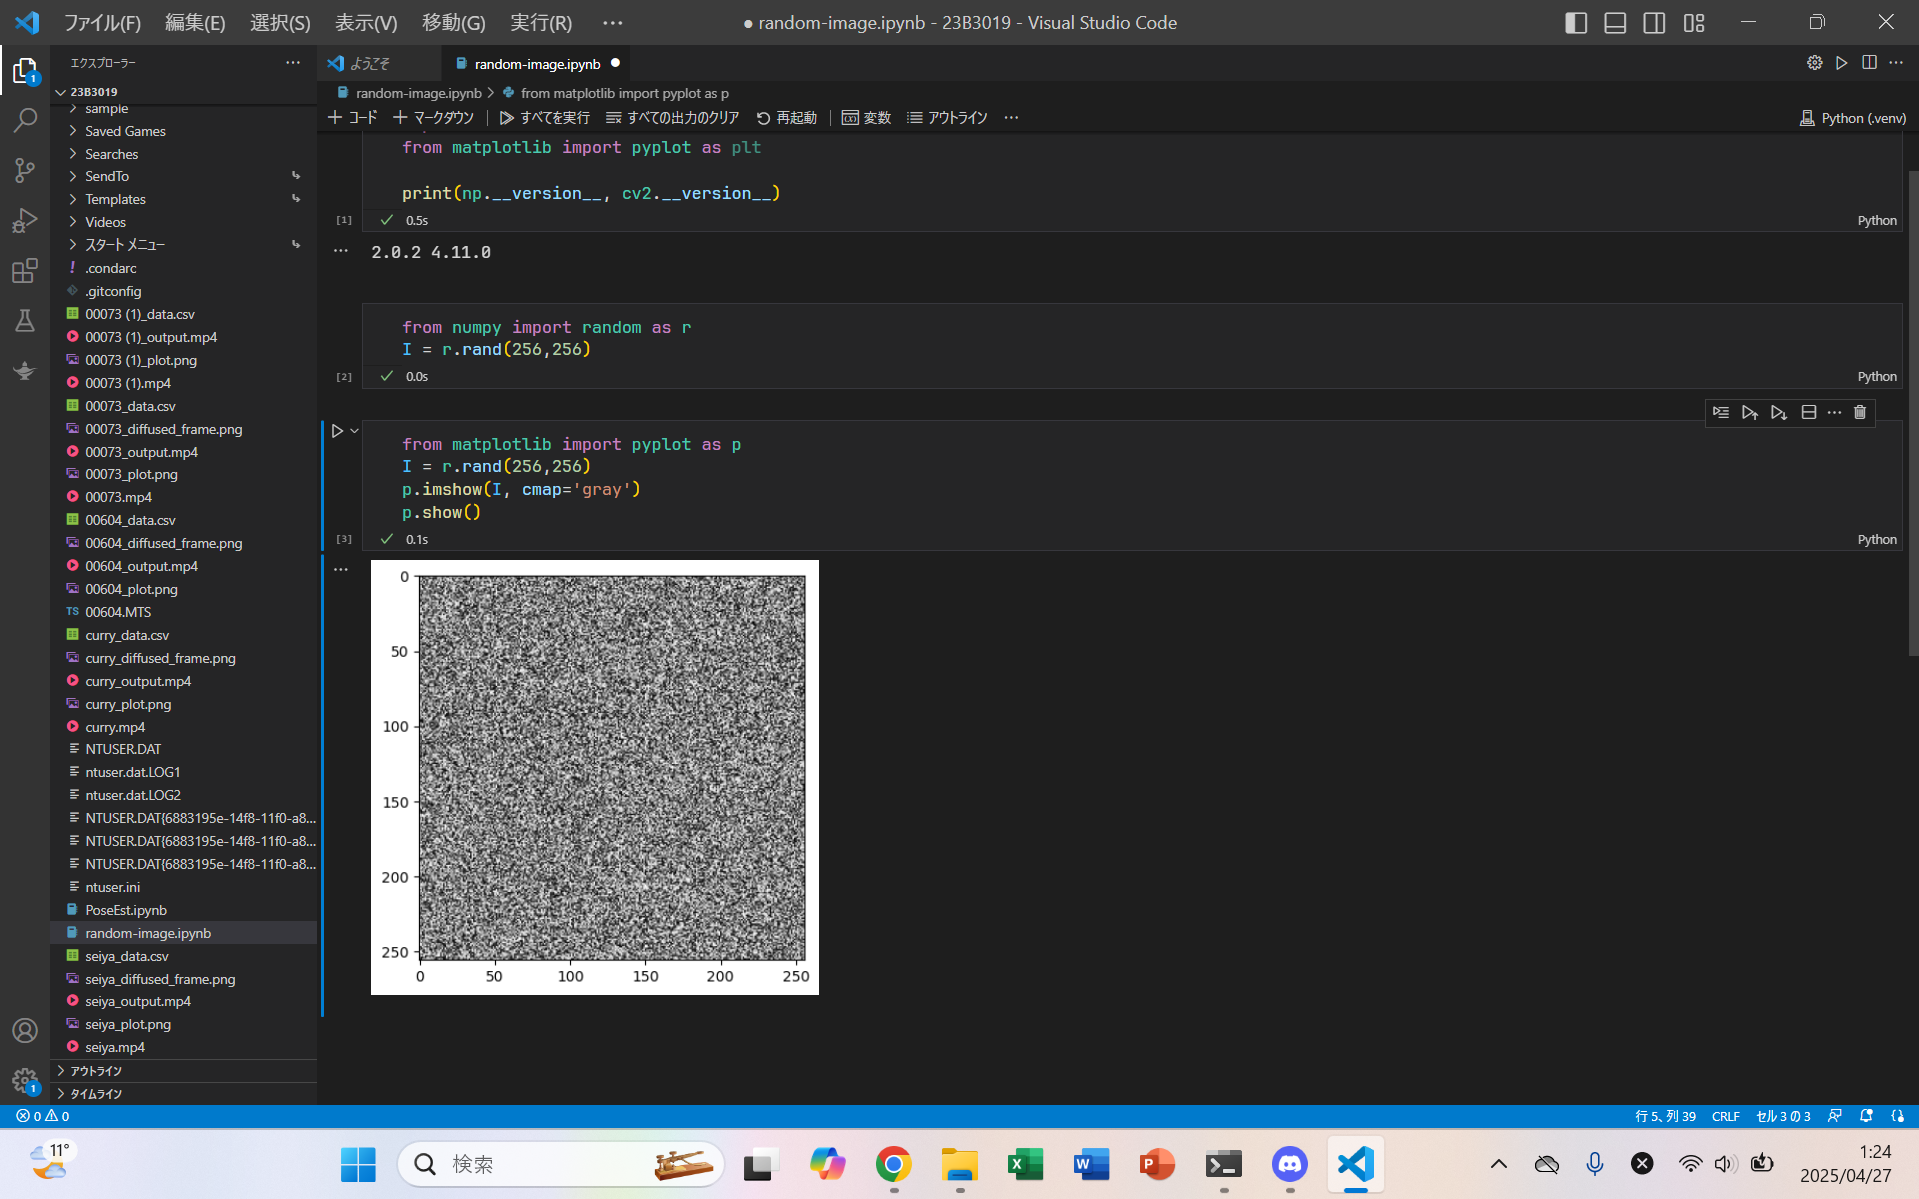 ファイル(F) 編集(E) 選択(S) 表示(V) 移動(G) 実行(R) ···
● random-image.ipynb - 23B3019 - Visual Studio Code
エクスプローラー
ようこそ
random-image.ipynb ●
random-image.ipynb > from matplotlib import pyplot as p
コード マークダウン すべてを実行 すべての出力のクリア 再起動 変数 アウトライン ···
Python (.venv)
23B3019
sample
Saved Games
Searches
SendTo
Templates
Videos
スタート メニュー
.condarc
.gitconfig
00073 (1)_data.csv
00073 (1)_output.mp4
00073 (1)_plot.png
00073 (1).mp4
00073_data.csv
00073_diffused_frame.png
00073_output.mp4
00073_plot.png
00073.mp4
00604_data.csv
00604_diffused_frame.png
00604_output.mp4
00604_plot.png
TS 00604.MTS
curry_data.csv
curry_diffused_frame.png
curry_output.mp4
curry_plot.png
curry.mp4
NTUSER.DAT
ntuser.dat.LOG1
ntuser.dat.LOG2
NTUSER.DAT{6883195e-14f8-11f0-a8...
NTUSER.DAT{6883195e-14f8-11f0-a8...
NTUSER.DAT{6883195e-14f8-11f0-a8...
ntuser.ini
PoseEst.ipynb
random-image.ipynb
seiya_data.csv
seiya_diffused_frame.png
seiya_output.mp4
seiya_plot.png
seiya.mp4
アウトライン
タイムライン
from matplotlib import pyplot as plt
print(np.__version__, cv2.__version__)
[1] 0.5s Python
2.0.2 4.11.0
from numpy import random as r
I = r.rand(256,256)
[2] 0.0s Python
from matplotlib import pyplot as p
I = r.rand(256,256)
p.imshow(I, cmap='gray')
p.show()
[3] 0.1s Python
0
50
100
150
200
250
0 50 100 150 200 250
1
1
0 0
行 5、列 39 CRLF セル 3 の 3
11°
検索
1:24
2025/04/27